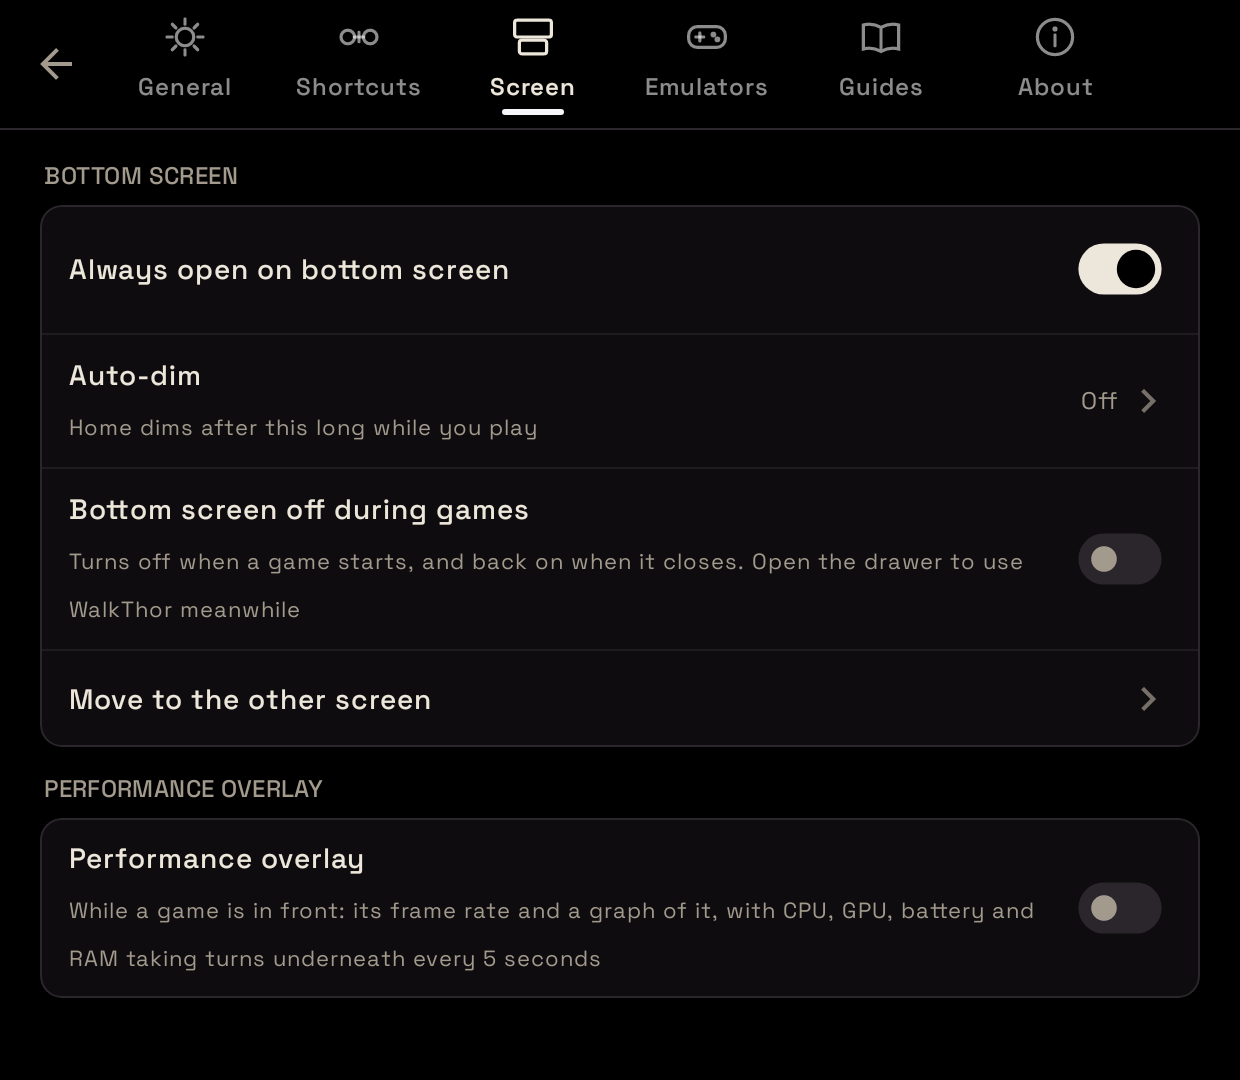 General
Shortcuts
Screen
Emulators
Guides
About
BOTTOM SCREEN
Always open on bottom screen
Auto-dim
Home dims after this long while you play
Off
Bottom screen off during games
Turns off when a game starts, and back on when it closes. Open the drawer to use
WalkThor meanwhile
Move to the other screen
PERFORMANCE OVERLAY
Performance overlay
While a game is in front: its frame rate and a graph of it, with CPU, GPU, battery and
RAM taking turns underneath every 5 seconds